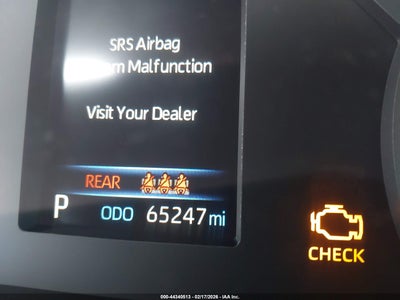 SRS Airbag
Malfunction
Visit Your Dealer
REAR
P ODO 65247 mi
CHECK
000-44340513 - 02/17/2026 - IAA Inc.